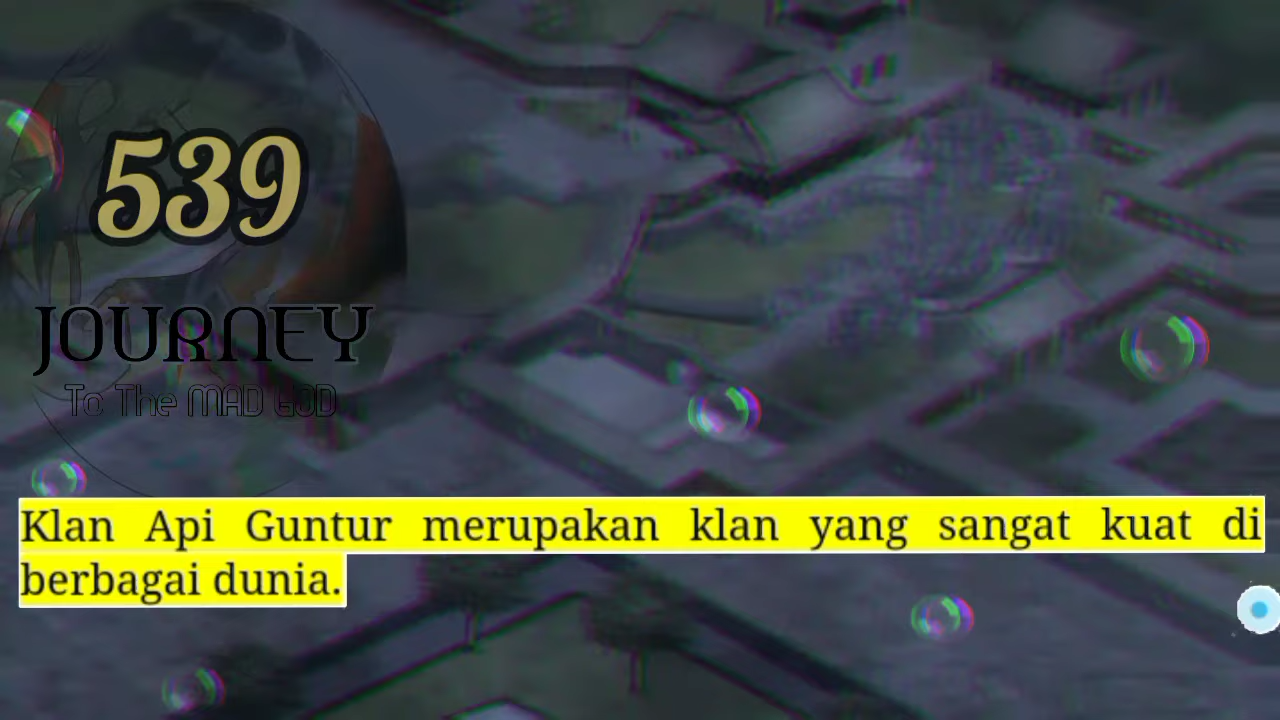 539
JOURNEY
To The MAD GOD
Klan Api Guntur merupakan klan yang sangat kuat di
berbagai dunia.